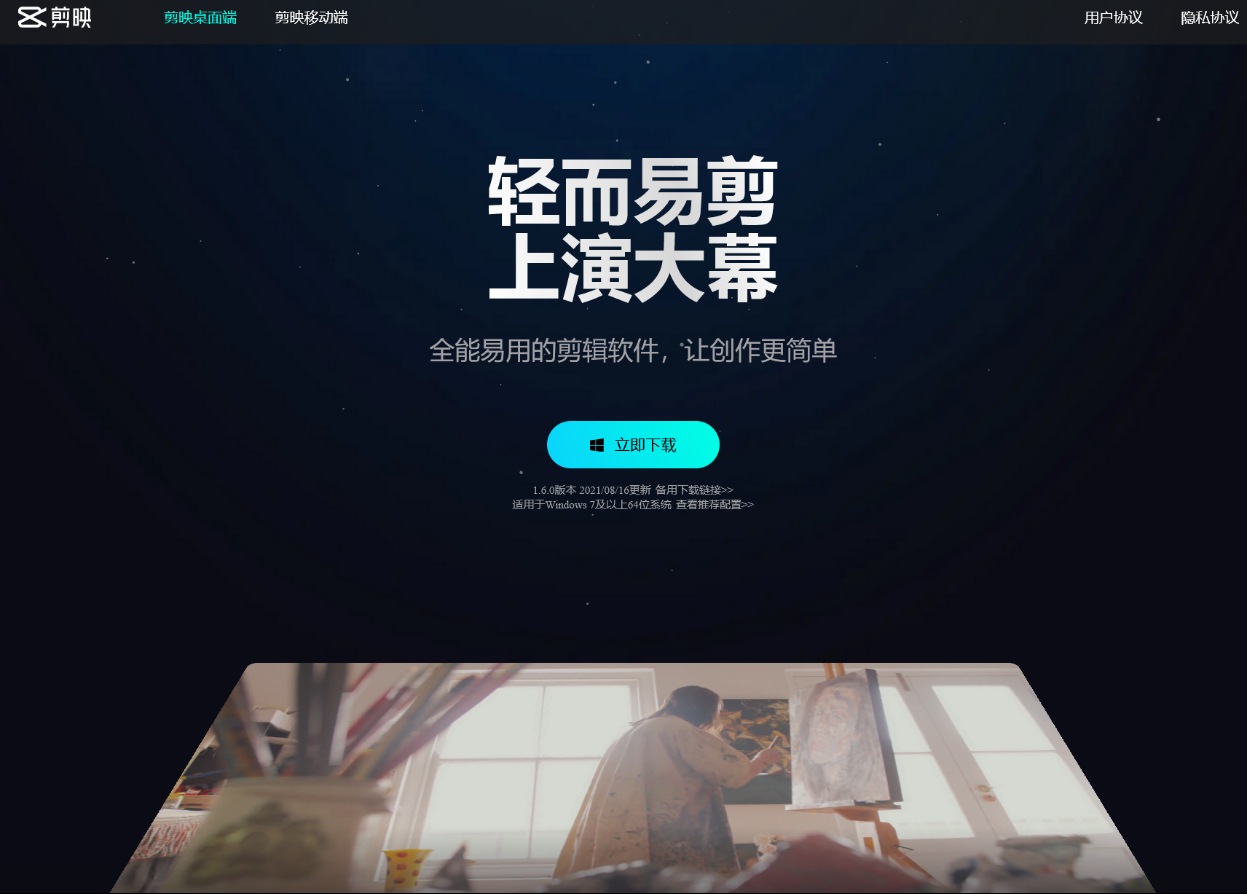 剪映
剪映桌面端
剪映移动端
用户协议
隐私协议
轻而易剪
上演大幕
全能易用的剪辑软件，让创作更简单
立即下载
1.6.0版本 2021/08/16更新 备用下载链接>>
适用于Windows 7及以上64位系统 查看推荐配置>>